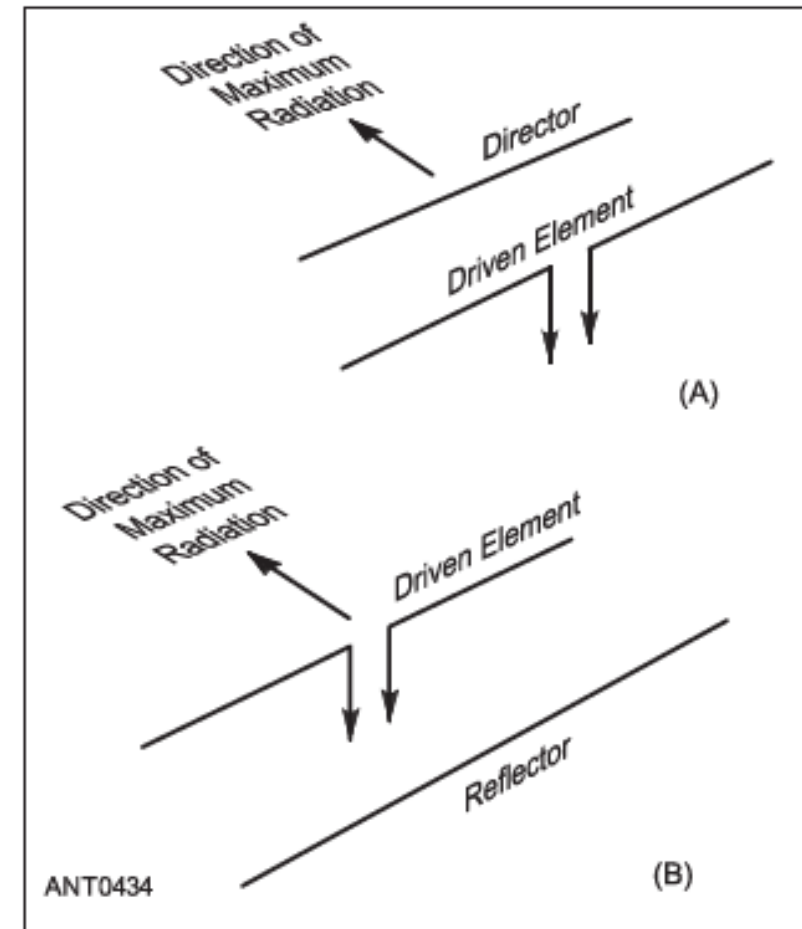 Direction of
Maximum
Radiation
Director
Driven Element
(A)
Direction of
Maximum
Radiation
Driven Element
Reflector
(B)
ANT0434